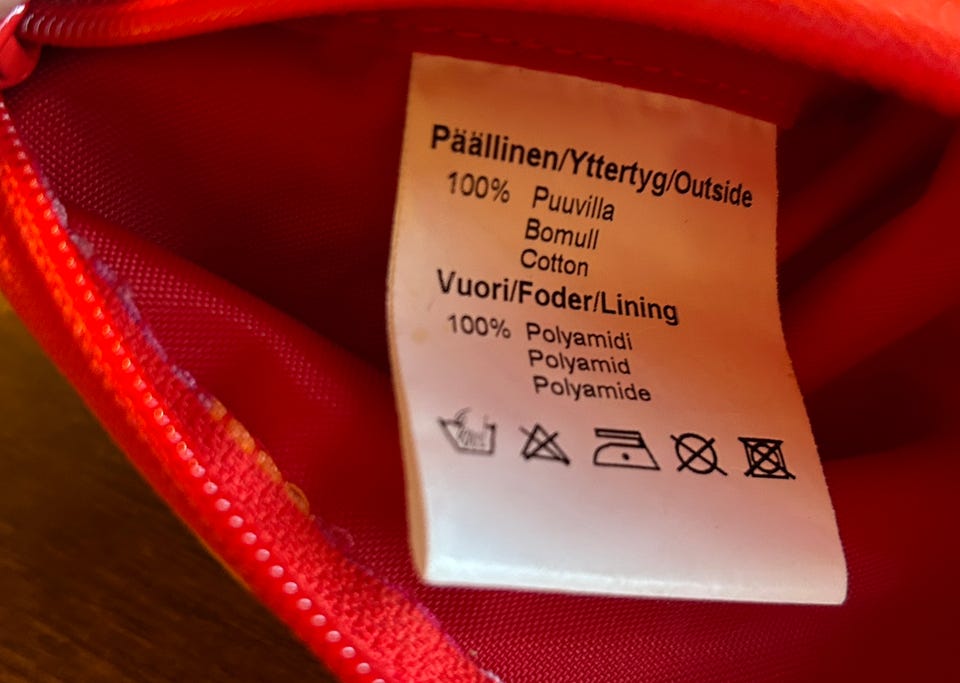 Päällinen/Yttertyg/Outside
100% Puuvilla
Bomull
Cotton
Vuori/Foder/Lining
100% Polyamidi
Polyamid
Polyamide